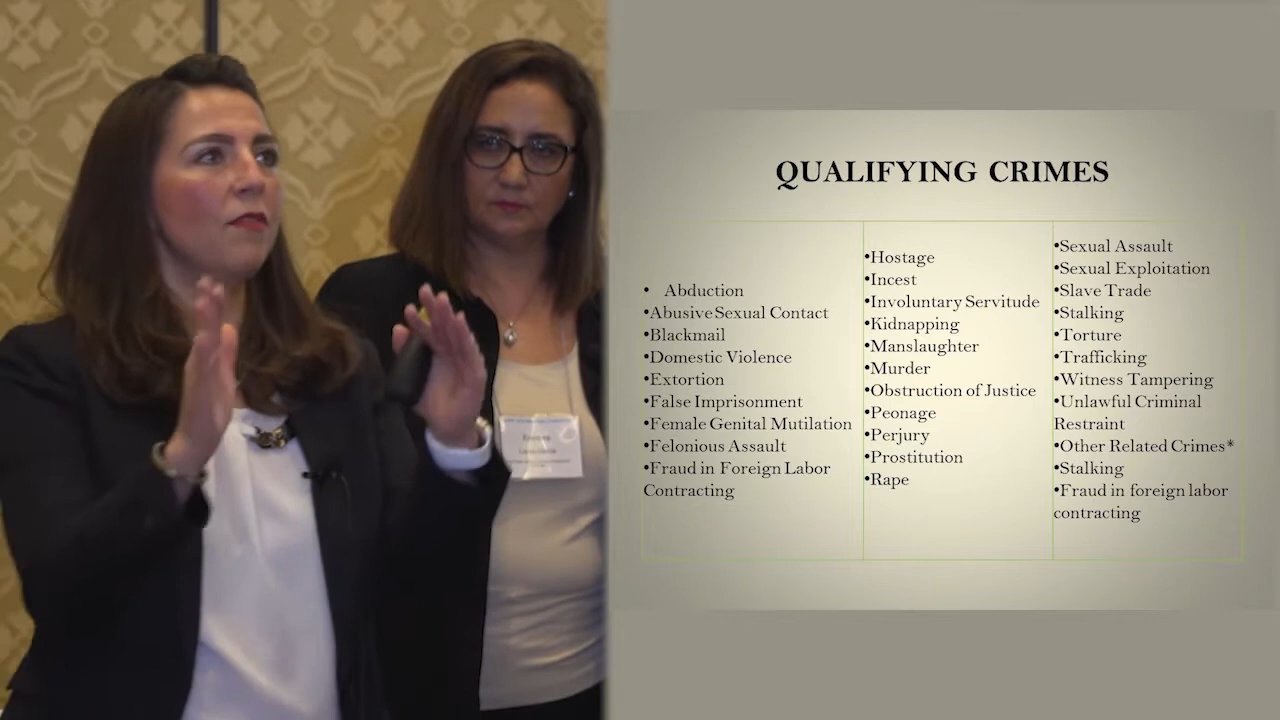 QUALIFYING CRIMES
• Abduction
•Abusive Sexual Contact
•Blackmail
•Domestic Violence
•Extortion
•False Imprisonment
•Female Genital Mutilation
•Felonious Assault
•Fraud in Foreign Labor
Contracting
•Hostage
•Incest
•Involuntary Servitude
•Kidnapping
•Manslaughter
•Murder
•Obstruction of Justice
•Peonage
•Perjury
•Prostitution
•Rape
•Sexual Assault
•Sexual Exploitation
•Slave Trade
•Stalking
•Torture
•Trafficking
•Witness Tampering
•Unlawful Criminal
Restraint
•Other Related Crimes*
•Stalking
•Fraud in foreign labor
contracting